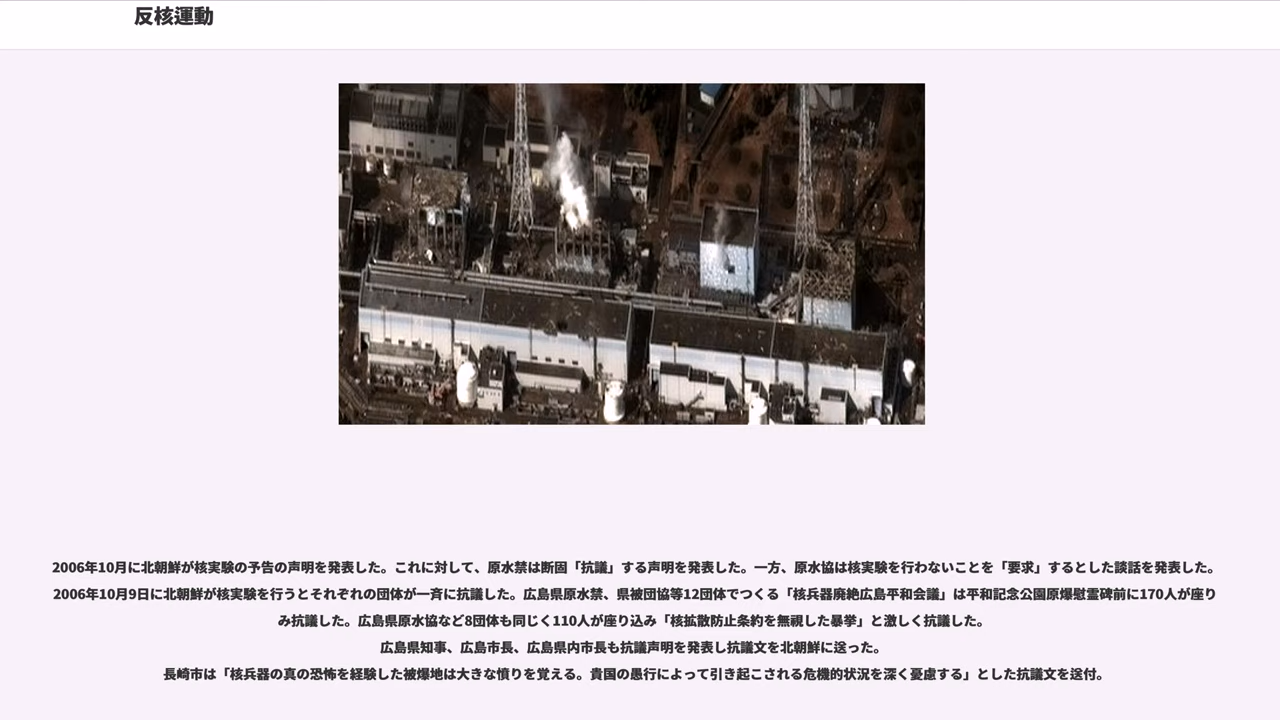 反核運動
2006年10月に北朝鮮が核実験の予告の声明を発表した。これに対して、原水禁は断固「抗議」する声明を発表した。一方、原水協は核実験を行わないことを「要求」するとした談話を発表した。
2006年10月9日に北朝鮮が核実験を行うとそれぞれの団体が一斉に抗議した。広島県原水禁、県被団協等12団体でつくる「核兵器廃絶広島平和会議」は平和記念公園原爆慰霊碑前に170人が座り
み抗議した。広島県原水協など8団体も同じく110人が座り込み「核拡散防止条約を無視した暴挙」と激しく抗議した。
広島県知事、広島市長、広島県内市長も抗議声明を発表し抗議文を北朝鮮に送った。
長崎市は「核兵器の真の恐怖を経験した被爆地は大きな憤りを覚える。貴国の愚行によって引き起こされる危機的状況を深く憂慮する」とした抗議文を送付。